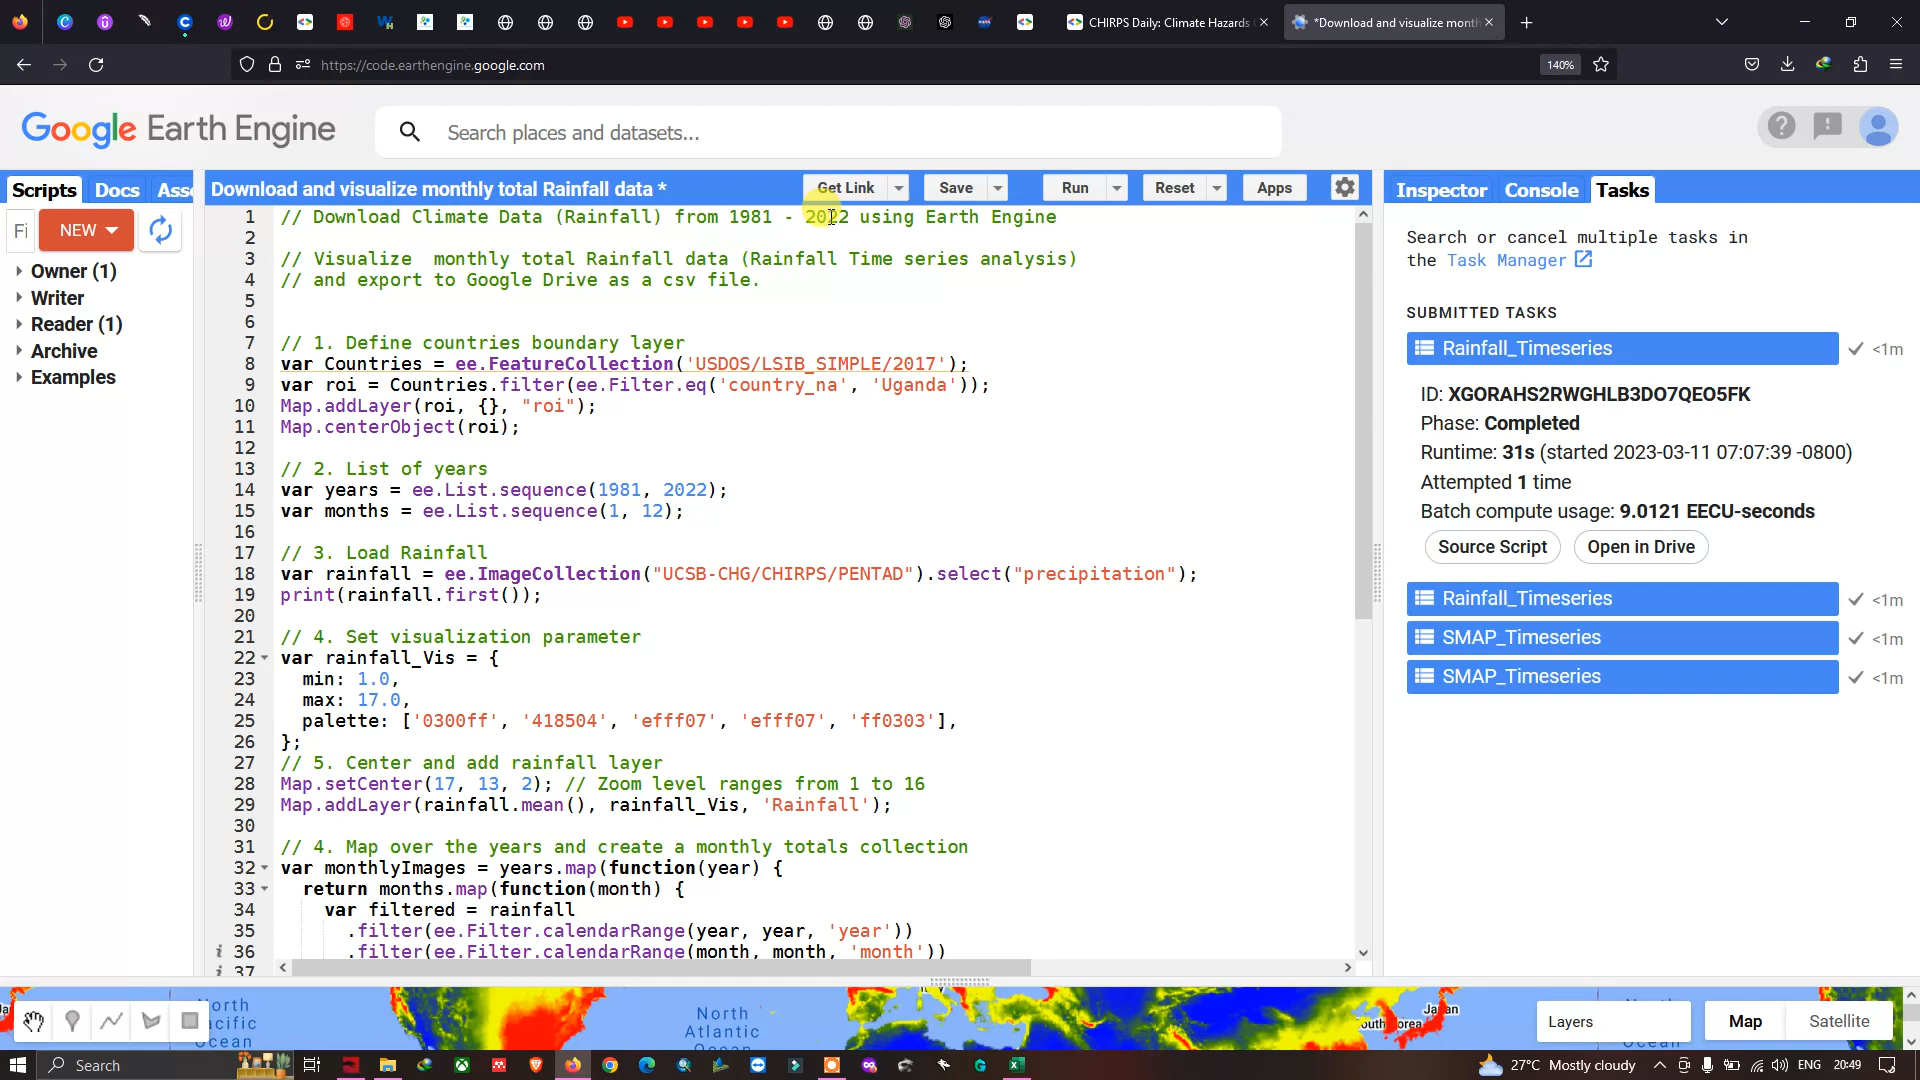 CHIRPS Daily: Climate Hazards
*Download and visualize month
https://code.earthengine.google.com
140%
Google Earth Engine
Search places and datasets...
Scripts Docs Asse
Download and visualize monthly total Rainfall data *
Get Link Save Run Reset Apps
Inspector Console Tasks
Fi NEW
Owner (1)
Writer
Reader (1)
Archive
Examples
1 // Download Climate Data (Rainfall) from 1981 - 2022 using Earth Engine
2
3 // Visualize  monthly total Rainfall data (Rainfall Time series analysis)
4 // and export to Google Drive as a csv file.
5
6
7 // 1. Define countries boundary layer
8 var Countries = ee.FeatureCollection('USDOS/LSIB_SIMPLE/2017');
9 var roi = Countries.filter(ee.Filter.eq('country_na', 'Uganda'));
10 Map.addLayer(roi, {}, "roi");
11 Map.centerObject(roi);
12
13 // 2. List of years
14 var years = ee.List.sequence(1981, 2022);
15 var months = ee.List.sequence(1, 12);
16
17 // 3. Load Rainfall
18 var rainfall = ee.ImageCollection("UCSB-CHG/CHIRPS/PENTAD").select("precipitation");
19 print(rainfall.first());
20
21 // 4. Set visualization parameter
22 var rainfall_Vis = {
23 min: 1.0,
24 max: 17.0,
25 palette: ['0300ff', '418504', 'efff07', 'efff07', 'ff0303'],
26 };
27 // 5. Center and add rainfall layer
28 Map.setCenter(17, 13, 2); // Zoom level ranges from 1 to 16
29 Map.addLayer(rainfall.mean(), rainfall_Vis, 'Rainfall');
30
31 // 4. Map over the years and create a monthly totals collection
32 var monthlyImages = years.map(function(year) {
33 return months.map(function(month) {
34 var filtered = rainfall
35 .filter(ee.Filter.calendarRange(year, year, 'year'))
36 .filter(ee.Filter.calendarRange(month, month, 'month'))
37
Search or cancel multiple tasks in
the Task Manager
SUBMITTED TASKS
Rainfall_Timeseries <1m
ID: XGORAHS2RWGHLB3DO7QEO5FK
Phase: Completed
Runtime: 31s (started 2023-03-11 07:07:39 -0800)
Attempted 1 time
Batch compute usage: 9.0121 EECU-seconds
Source Script Open in Drive
Rainfall_Timeseries <1m
SMAP_Timeseries <1m
SMAP_Timeseries <1m
North
Pacific
Ocean
North
Atlantic
Ocean
Japan
Layers
Map Satellite
Search
27°C Mostly cloudy ENG 20:49